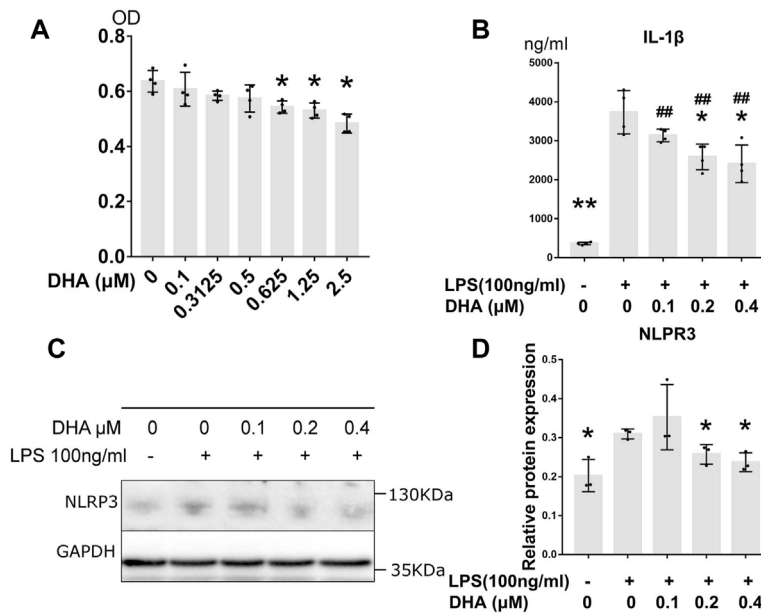 A
OD
0.8
0.6
0.4
0.2
0.0
* * *
DHA (μM)
0 0.1 0.3125 0.5 0.625 1.25 2.5
B
ng/ml
IL-1β
5000
4000
3000
2000
1000
0
** ## ## * ## *
LPS(100ng/ml) - + + + +
DHA (μM) 0 0 0.1 0.2 0.4
C
DHA μM 0 0 0.1 0.2 0.4
LPS 100ng/ml - + + + +
NLRP3
130KDa
GAPDH
35KDa
D
NLPR3
Relative protein expression
0.5
0.4
0.3
0.2
0.1
0.0
* * *
LPS(100ng/ml) - + + + +
DHA (μM) 0 0 0.1 0.2 0.4